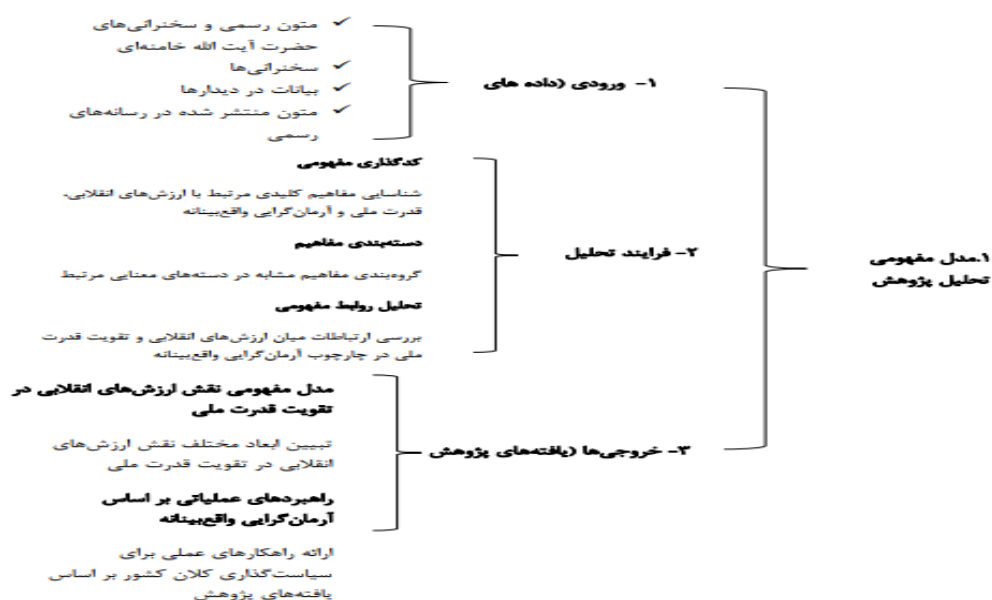 ۱.مدل مفهومی
تحلیل پژوهش
۱- ورودی (داده های
✓ متون رسمی و سخنرانی‌های
حضرت آیت الله خامنه‌ای
✓ سخنرانی‌ها
✓ بیانات در دیدارها
✓ متون منتشر شده در رسانه‌های
رسمی
۲- فرایند تحلیل
کدگذاری مفهومی
شناسایی مفاهیم کلیدی مرتبط با ارزش‌های انقلابی،
قدرت ملی و آرمان‌گرایی واقع‌بینانه
دسته‌بندی مفاهیم
گروه‌بندی مفاهیم مشابه در دسته‌های معنایی مرتبط
تحلیل روابط مفهومی
بررسی ارتباطات میان ارزش‌های انقلابی و تقویت قدرت
ملی در چارچوب آرمان‌گرایی واقع‌بینانه
۳- خروجی‌ها (یافته‌های پژوهش
مدل مفهومی نقش ارزش‌های انقلابی در
تقویت قدرت ملی
تبیین ابعاد مختلف نقش ارزش‌های
انقلابی در تقویت قدرت ملی
راهبردهای عملیاتی بر اساس
آرمان‌گرایی واقع‌بینانه
ارائه راهکارهای عملی برای
سیاست‌گذاری کلان کشور بر اساس
یافته‌های پژوهش